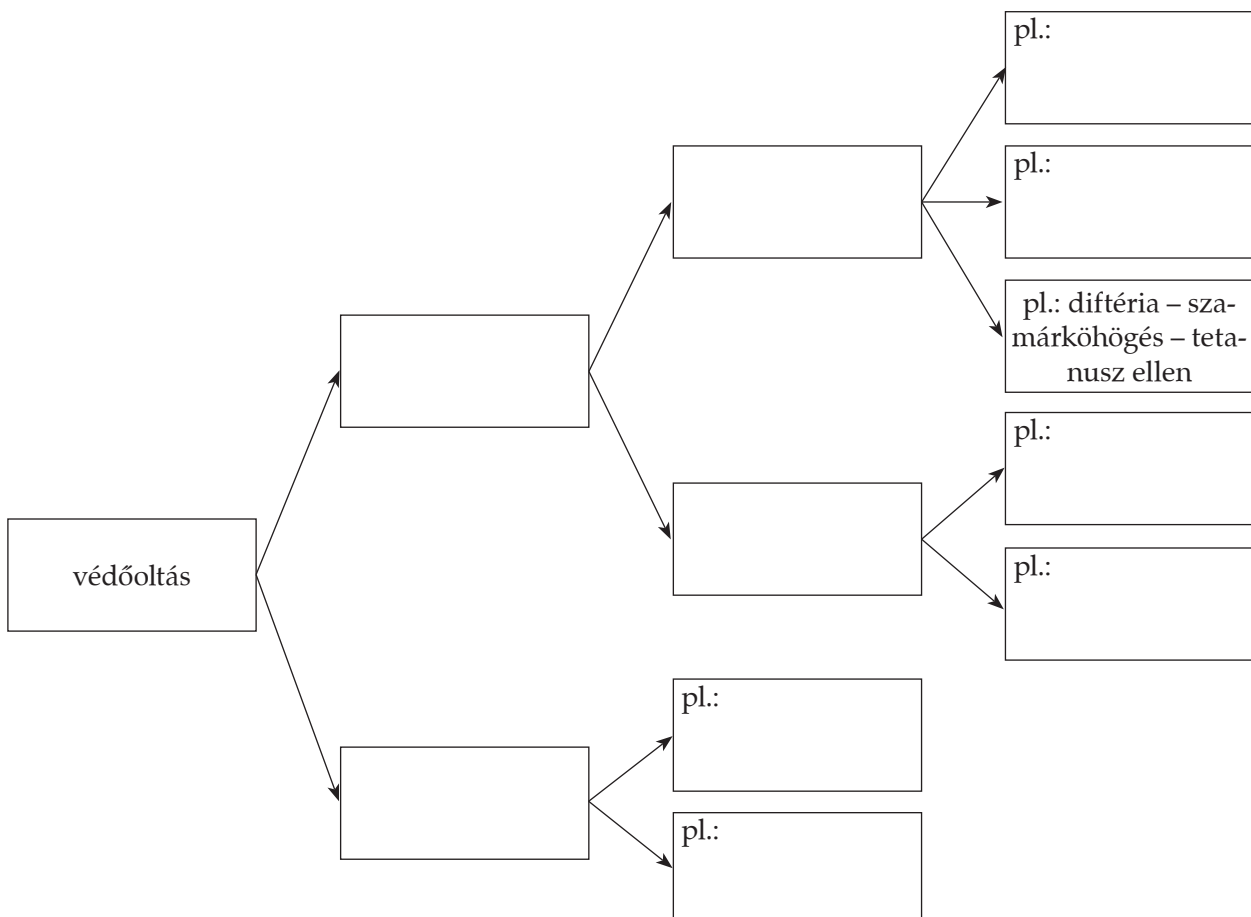 pl.:
pl.:
pl.: diftéria – sza-
márköhögés – teta-
nusz ellen
pl.:
védőoltás
pl.:
pl.:
pl.: